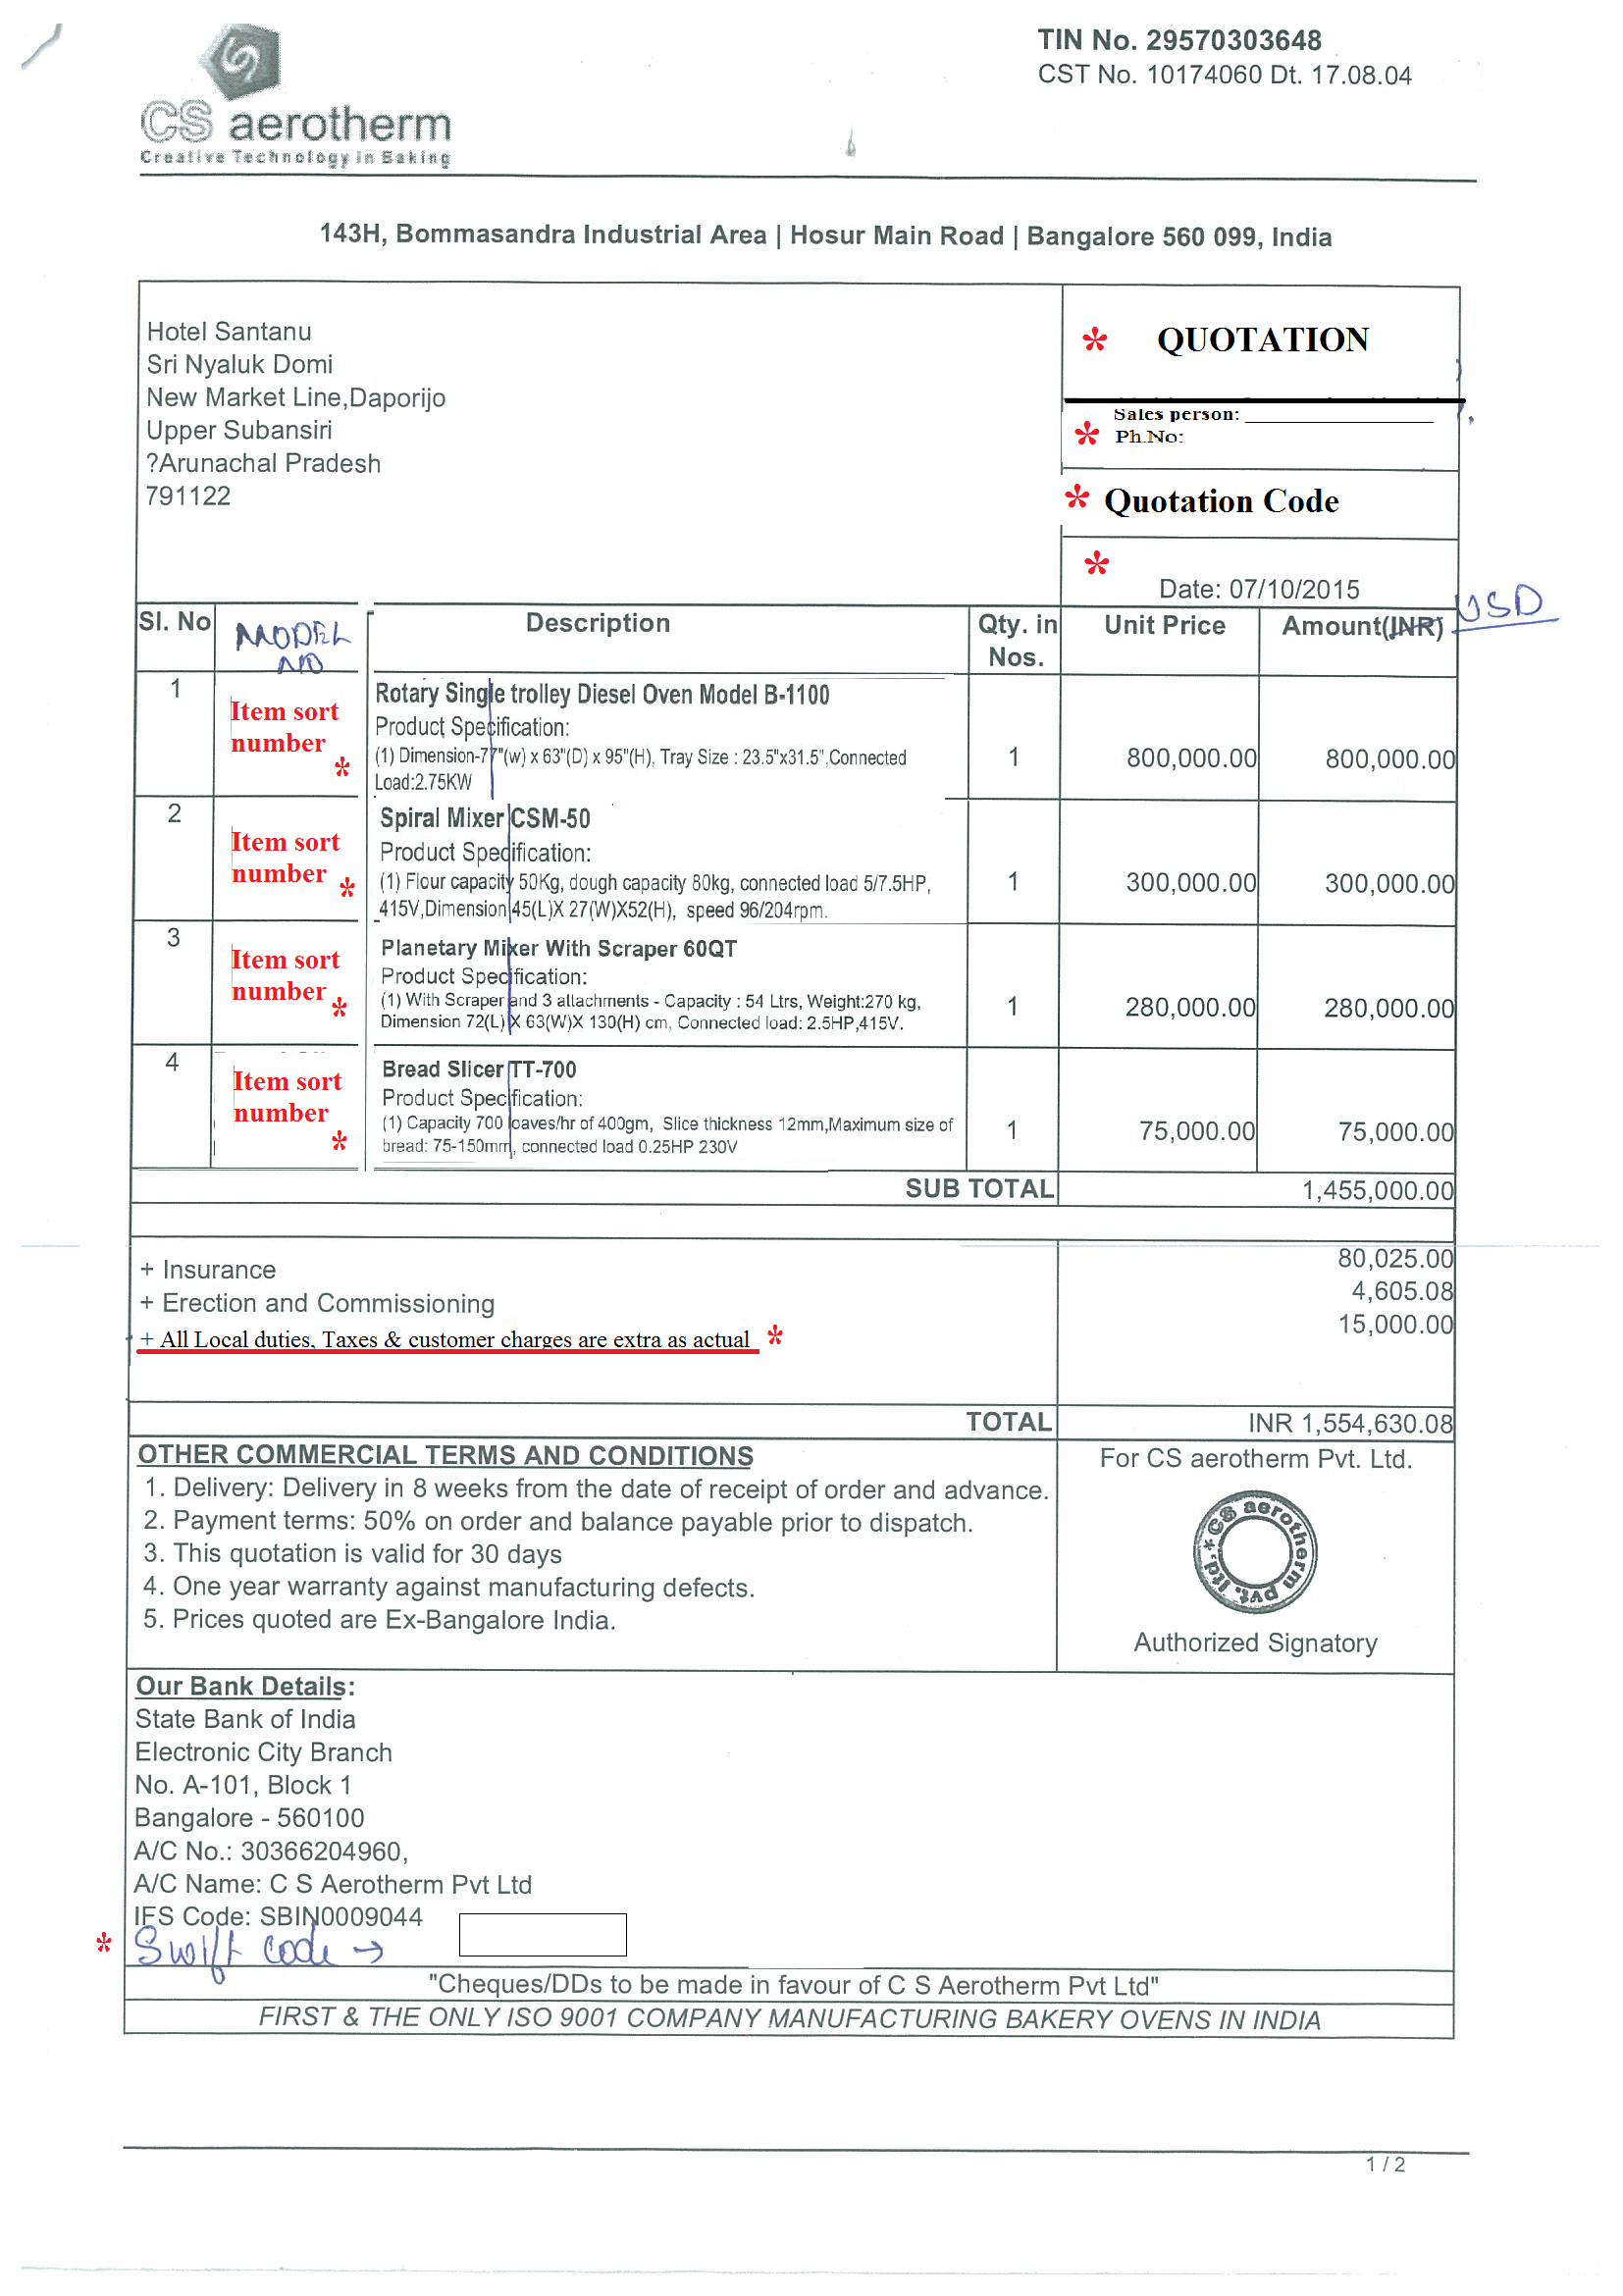 CS aerotherm
Creative Technology in Baking
TIN No. 29570303648
CST No. 10174060 Dt. 17.08.04
143H, Bommasandra Industrial Area | Hosur Main Road | Bangalore 560 099, India
Hotel Santanu
Sri Nyaluk Domi
New Market Line,Daporijo
Upper Subansiri
?Arunachal Pradesh
791122
* QUOTATION
Sales person:
* Ph.No:
* Quotation Code
*
Date: 07/10/2015
Sl. No MODEL NO Description Qty. in Nos. Unit Price Amount(INR) USD
1 Item sort number * Rotary Single trolley Diesel Oven Model B-1100
Product Specification:
(1) Dimension-77"(w) x 63"(D) x 95"(H), Tray Size : 23.5"x31.5",Connected
Load:2.75KW
1 800,000.00 800,000.00
2 Item sort number * Spiral Mixer CSM-50
Product Specification:
(1) Flour capacity 50Kg, dough capacity 80kg, connected load 5/7.5HP,
415V,Dimension 45(L)X 27(W)X52(H), speed 96/204rpm.
1 300,000.00 300,000.00
3 Item sort number * Planetary Mixer With Scraper 60QT
Product Specification:
(1) With Scraper and 3 attachments - Capacity : 54 Ltrs, Weight:270 kg,
Dimension 72(L) X 63(W)X 130(H) cm, Connected load: 2.5HP,415V.
1 280,000.00 280,000.00
4 Item sort number * Bread Slicer TT-700
Product Specification:
(1) Capacity 700 loaves/hr of 400gm, Slice thickness 12mm,Maximum size of
bread: 75-150mm, connected load 0.25HP 230V
1 75,000.00 75,000.00
SUB TOTAL 1,455,000.00
80,025.00
+ Insurance 4,605.08
+ Erection and Commissioning 15,000.00
+ All Local duties, Taxes & customer charges are extra as actual *
TOTAL INR 1,554,630.08
OTHER COMMERCIAL TERMS AND CONDITIONS
1. Delivery: Delivery in 8 weeks from the date of receipt of order and advance.
2. Payment terms: 50% on order and balance payable prior to dispatch.
3. This quotation is valid for 30 days
4. One year warranty against manufacturing defects.
5. Prices quoted are Ex-Bangalore India.
For CS aerotherm Pvt. Ltd.
* CS aerotherm pvt. ltd.
Authorized Signatory
Our Bank Details:
State Bank of India
Electronic City Branch
No. A-101, Block 1
Bangalore - 560100
A/C No.: 30366204960,
A/C Name: C S Aerotherm Pvt Ltd
IFS Code: SBIN0009044
* Swift code →
"Cheques/DDs to be made in favour of C S Aerotherm Pvt Ltd"
FIRST & THE ONLY ISO 9001 COMPANY MANUFACTURING BAKERY OVENS IN INDIA
1 / 2